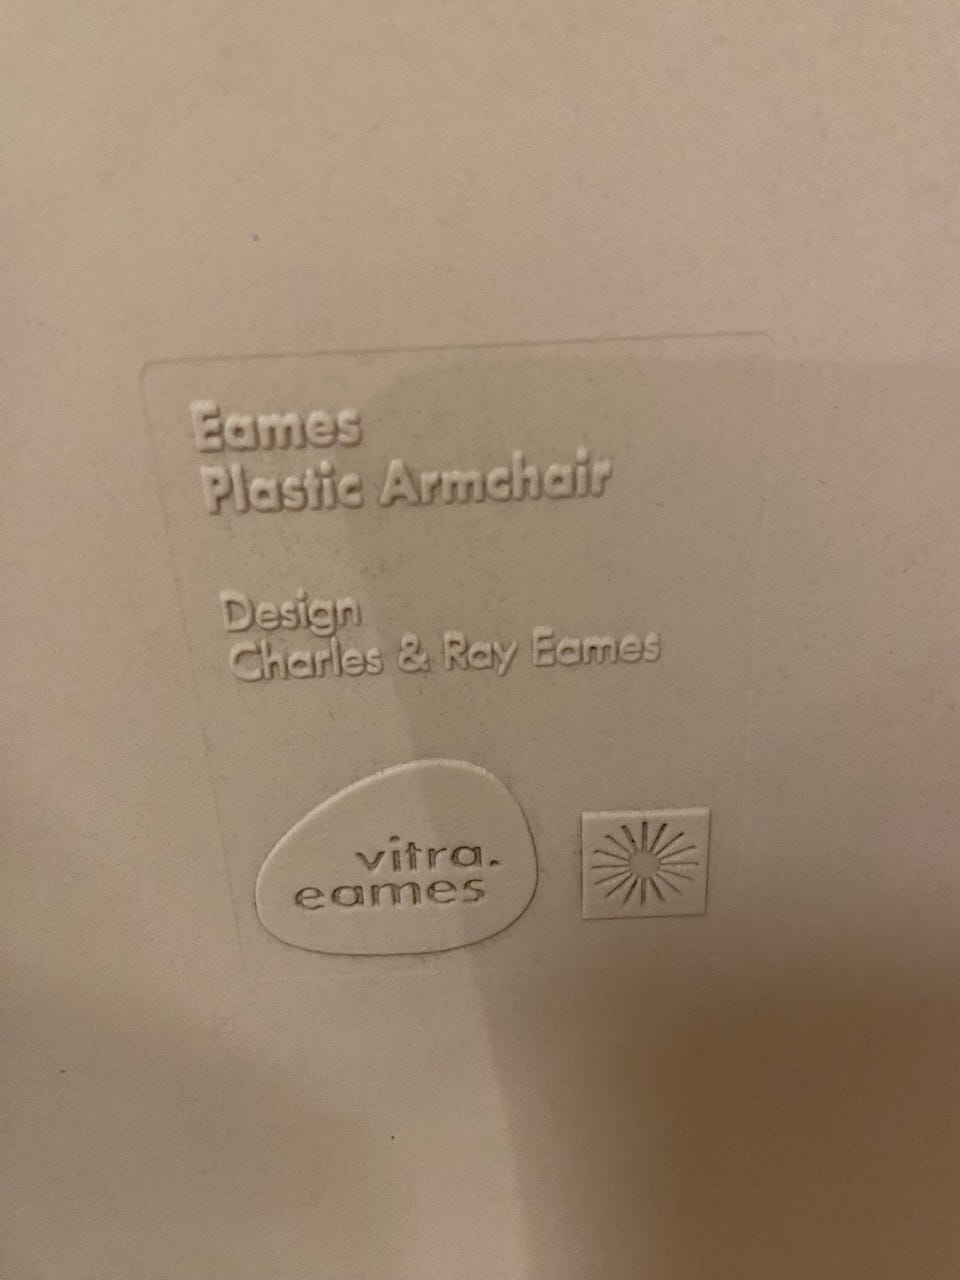 Eames
Plastic Armchair
Design
Charles & Ray Eames
vitra.
eames